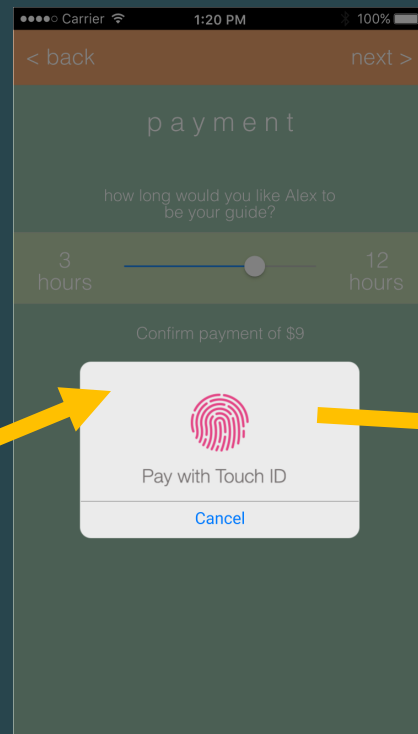 Carrier 1:20 PM 100%
< back next >
payment
how long would you like Alex to
be your guide?
3 12
hours hours
Confirm payment of $9
Pay with Touch ID
Cancel